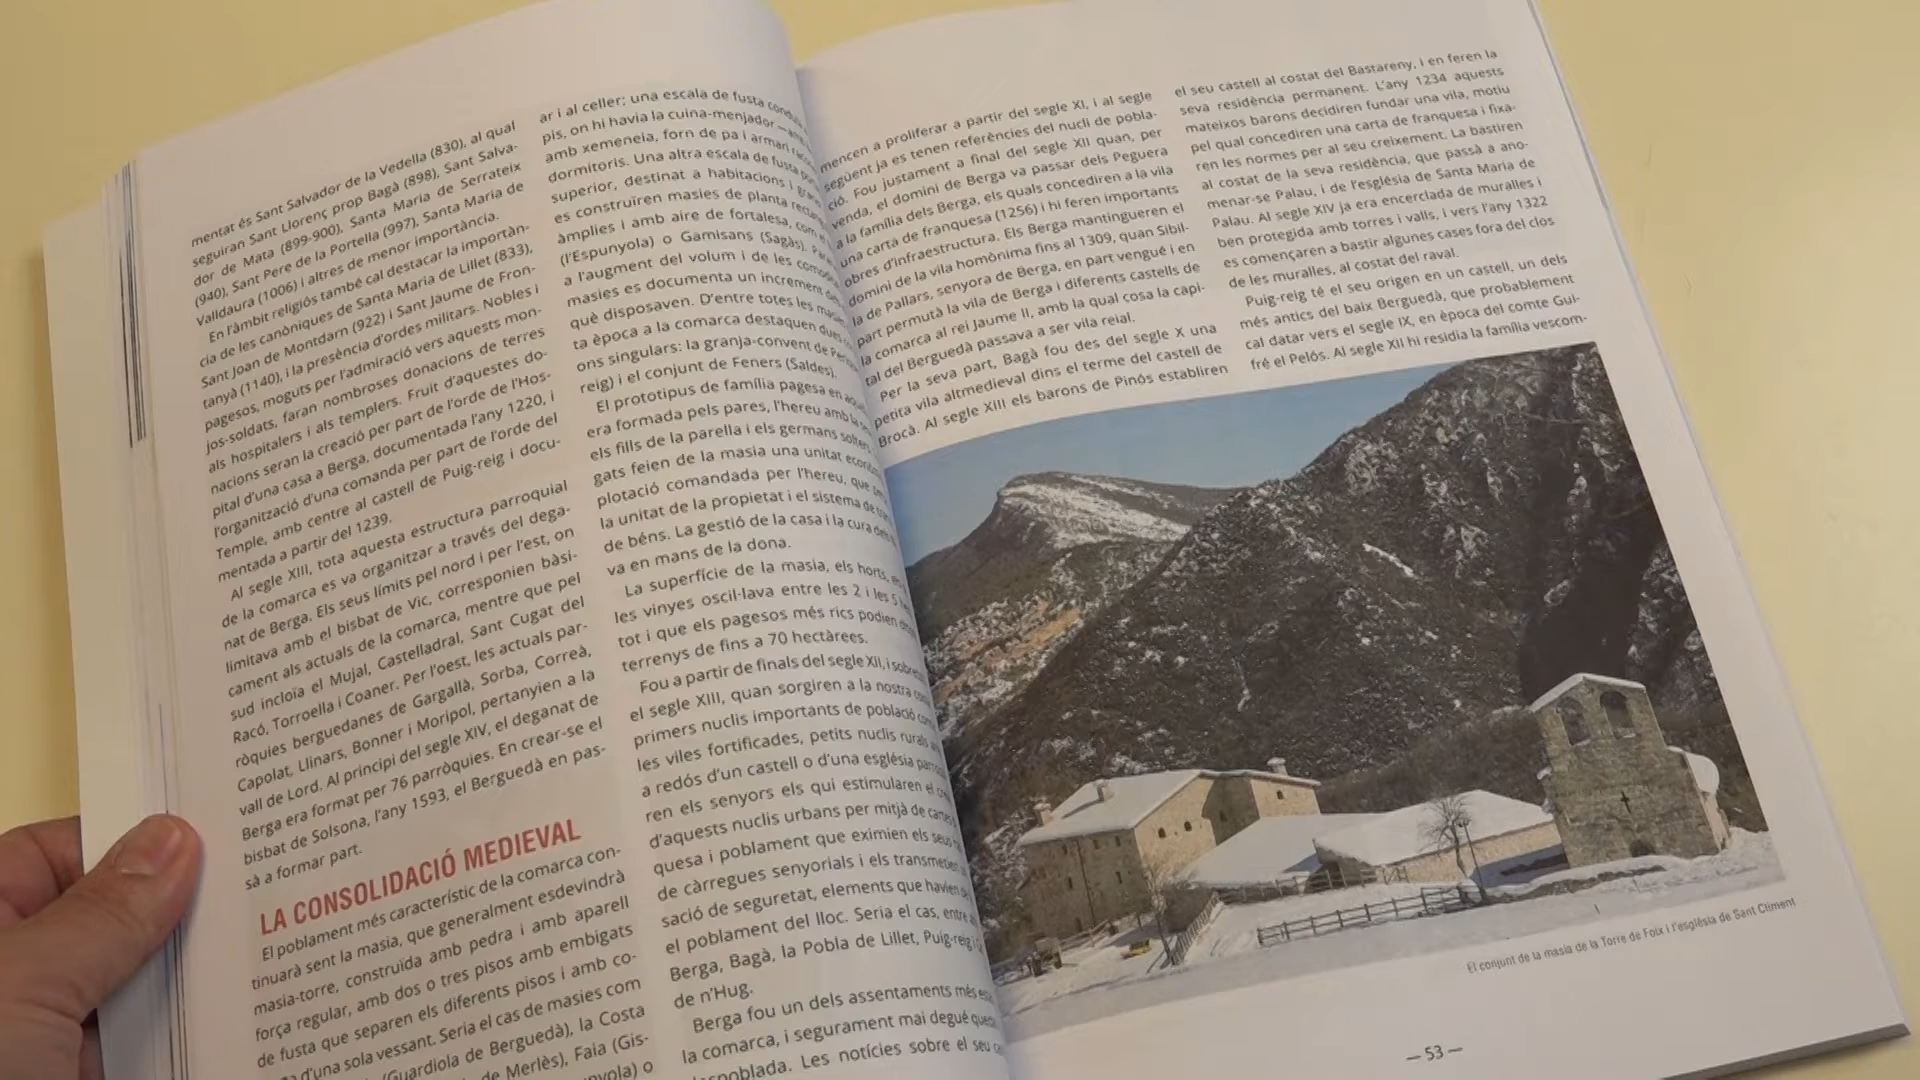 mentat és Sant Salvador de la Vedella (830), al qual
seguiran Sant Llorenç prop Bagà (898), Sant Salva-
dor de Mata (899-900), Santa Maria de Serrateix
(940), Sant Pere de la Portella (997), Santa Maria de
Valldaura (1006) i altres de menor importància.
En l'àmbit religiós també cal destacar la importàn-
cia de les canòniques de Santa Maria de Lillet (833),
Sant Joan de Montdarn (922) i Sant Jaume de Fron-
tanyà (1140), i la presència d'ordes militars. Nobles i
pagesos, moguts per l'admiració vers aquests mon-
jos-soldats, faran nombroses donacions de terres
als hospitalers i als templers. Fruit d'aquestes do-
nacions seran la creació per part de l'orde de l'Hos-
pital d'una casa a Berga, documentada l'any 1220, i
l'organització d'una comanda per part de l'orde del
Temple, amb centre al castell de Puig-reig i docu-
mentada a partir del 1239.
Al segle XIII, tota aquesta estructura parroquial
de la comarca es va organitzar a través del dega-
nat de Berga. Els seus límits pel nord i per l'est, on
limitava amb el bisbat de Vic, corresponien bàsi-
cament als actuals de la comarca, mentre que pel
sud incloïa el Mujal, Castelladral, Sant Cugat del
Racó, Torroella i Coaner. Per l'oest, les actuals par-
ròquies berguedanes de Gargallà, Sorba, Correà,
Capolat, Llinars, Bonner i Moripol, pertanyien a la
vall de Lord. Al principi del segle XIV, el deganat de
Berga era format per 76 parròquies. En crear-se el
bisbat de Solsona, l'any 1593, el Berguedà en pas-
sà a formar part.
LA CONSOLIDACIÓ MEDIEVAL
El poblament més característic de la comarca con-
tinuarà sent la masia, que generalment esdevindrà
masia-torre, construïda amb pedra i amb aparell
força regular, amb dos o tres pisos amb embigats
de fusta que separen els diferents pisos i amb co-
d'una sola vessant. Seria el cas de masies com
(Guardiola de Berguedà), la Costa
de Merlès), Faia (Gis-
o
ar i al celler; una escala de fusta
pis, on hi havia la cuina-menjador
amb xemeneia, forn de pa i armari
dormitoris. Una altra escala de fusta
superior, destinat a habitacions i
es construïren masies de planta
àmplies i amb aire de fortalesa, com
(l'Espunyola) o Gamisans (Sagàs).
a l'augment del volum i de les
masies es documenta un increment
què disposaven. D'entre totes les
ta època a la comarca destaquen
ons singulars: la granja-convent de
reig) i el conjunt de Feners (Saldes).
El prototipus de família pagesa en
era formada pels pares, l'hereu amb
els fills de la parella i els germans
gats feien de la masia una unitat
plotació comandada per l'hereu, que
la unitat de la propietat i el sistema de
de béns. La gestió de la casa i la cura dels
va en mans de la dona.
La superfície de la masia, els horts,
les vinyes oscil·lava entre les 2 i les 5
tot i que els pagesos més rics podien
terrenys de fins a 70 hectàrees.
Fou a partir de finals del segle XII, i
el segle XIII, quan sorgiren a la nostra
primers nuclis importants de població
les viles fortificades, petits nuclis rurals
a redós d'un castell o d'una església
ren els senyors els qui estimularen el
d'aquests nuclis urbans per mitjà de cartes
quesa i poblament que eximien els seus
de càrregues senyorials i els transmeten
sació de seguretat, elements que havien
el poblament del lloc. Seria el cas, entre
Berga, Bagà, la Pobla de Lillet, Puig-reig
de n'Hug.
Berga fou un dels assentaments més
la comarca, i segurament mai degué
despoblada. Les notícies sobre el seu
mencen a proliferar a partir del segle XI, i al segle
següent ja es tenen referències del nucli de pobla-
ció. Fou justament a final del segle XII quan, per
venda, el domini de Berga va passar dels Peguera
a la família dels Berga, els quals concediren a la vila
una carta de franquesa (1256) i hi feren importants
obres d'infraestructura. Els Berga mantingueren el
domini de la vila homònima fins al 1309, quan Sibil-
la de Pallars, senyora de Berga, en part vengué i en
part permutà la vila de Berga i diferents castells de
la comarca al rei Jaume II, amb la qual cosa la capi-
tal del Berguedà passava a ser vila reial.
Per la seva part, Bagà fou des del segle X una
petita vila altmedieval dins el terme del castell de
Brocà. Al segle XIII els barons de Pinós establiren
el seu castell al costat del Bastareny, i en feren la
seva residència permanent. L'any 1234 aquests
mateixos barons decidiren fundar una vila, motiu
pel qual concediren una carta de franquesa i fixa-
ren les normes per al seu creixement. La bastiren
al costat de la seva residència, que passà a ano-
menar-se Palau, i de l'església de Santa Maria de
Palau. Al segle XIV ja era encerclada de muralles i
ben protegida amb torres i valls, i vers l'any 1322
es començaren a bastir algunes cases fora del clos
de les muralles, al costat del raval.
Puig-reig té el seu origen en un castell, un dels
més antics del baix Berguedà, que probablement
cal datar vers el segle IX, en època del comte Gui-
fré el Pelós. Al segle XII hi residia la família vescom-
El conjunt de la masia de la Torre de Foix i l'església de Sant Climent
— 53 —